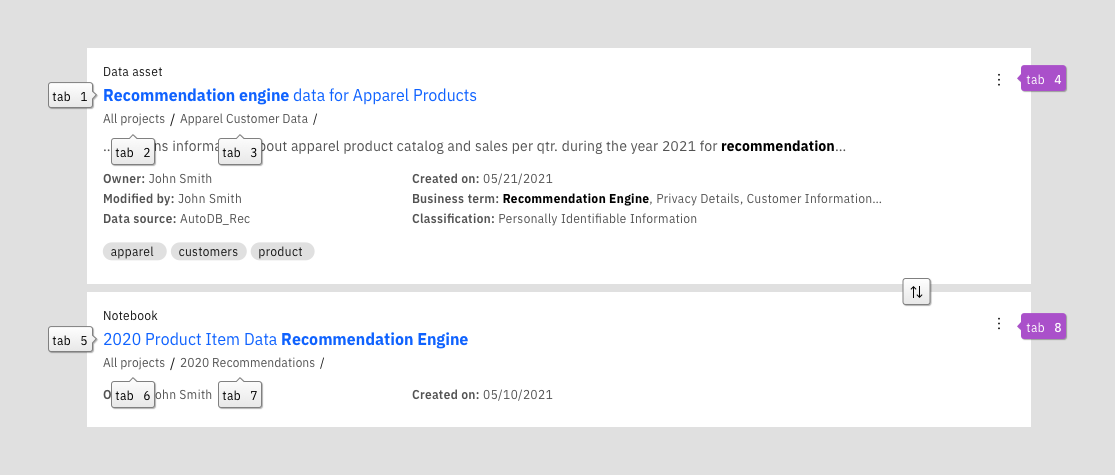 Data asset
tab 1
Recommendation engine data for Apparel Products
tab 4
All projects / Apparel Customer Data /
tab 2
tab 3
...ns informa bout apparel product catalog and sales per qtr. during the year 2021 for recommendation...
Owner: John Smith
Created on: 05/21/2021
Modified by: John Smith
Business term: Recommendation Engine, Privacy Details, Customer Information...
Data source: AutoDB_Rec
Classification: Personally Identifiable Information
apparel customers product
Notebook
tab 5
2020 Product Item Data Recommendation Engine
tab 8
All projects / 2020 Recommendations /
tab 6
tab 7
O ohn Smith
Created on: 05/10/2021